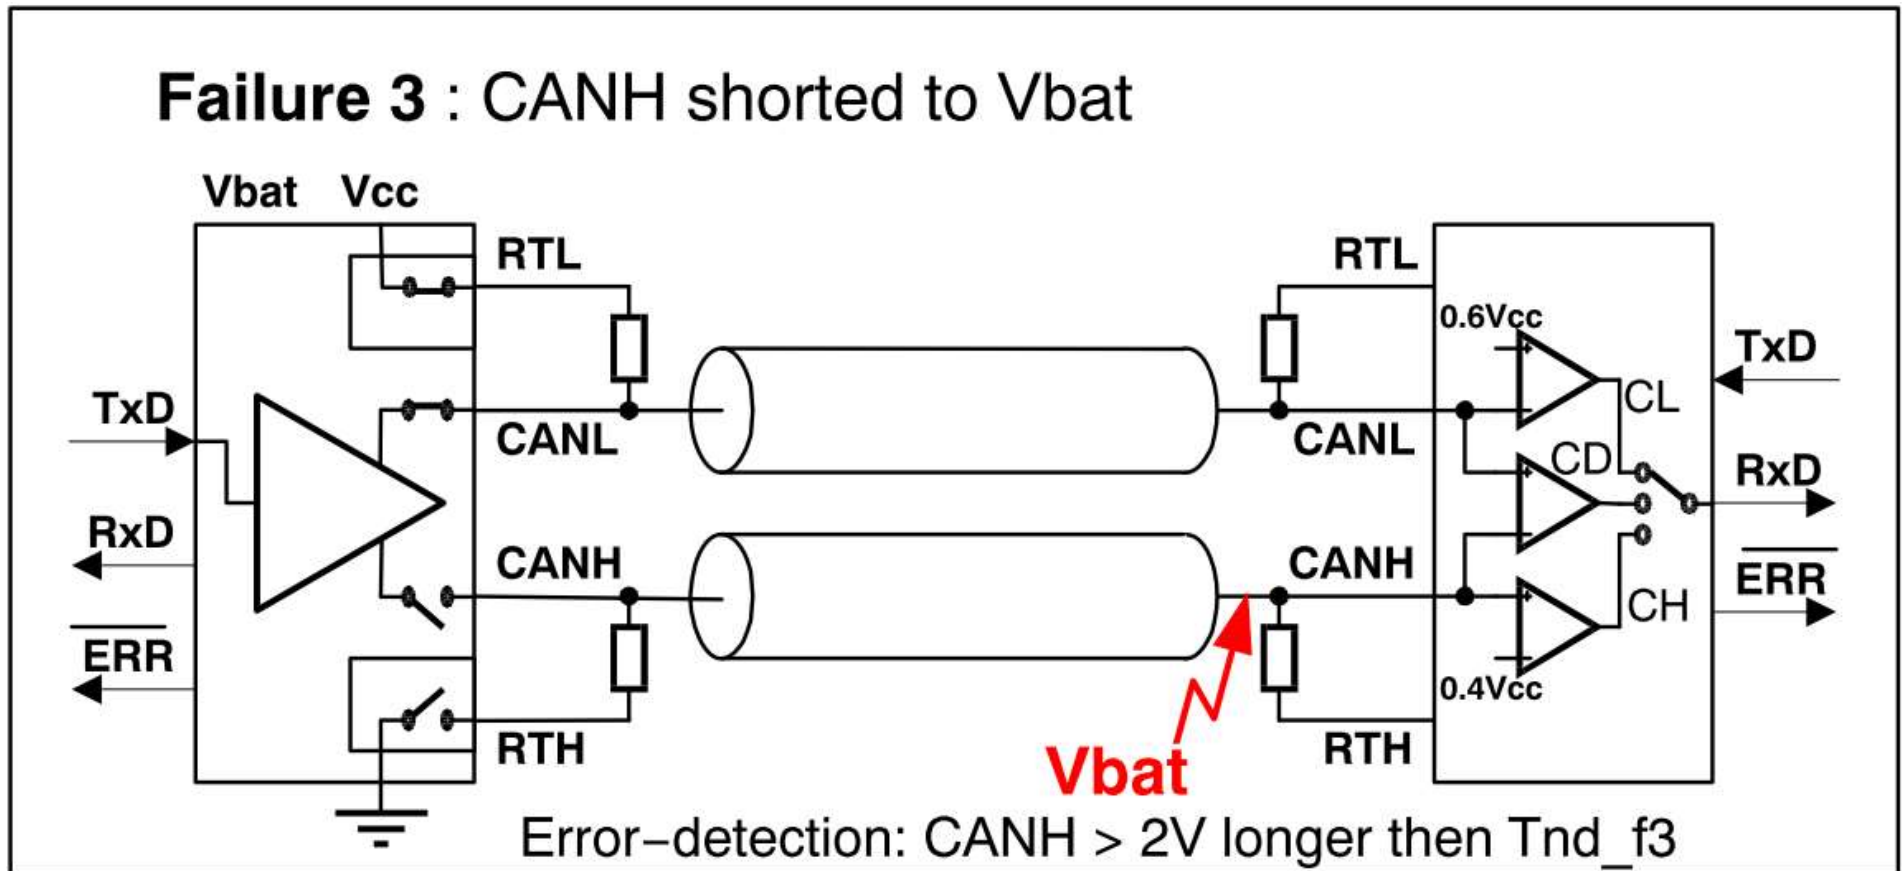 Failure 3 : CANH shorted to Vbat
Vbat Vcc
RTL
RTL
0.6Vcc
TxD
TxD
CL
CANL
CANL
CD
RxD
RxD
CANH
CANH
ERR
CH
ERR
0.4Vcc
RTH
Vbat
RTH
Error-detection: CANH > 2V longer then Tnd_f3